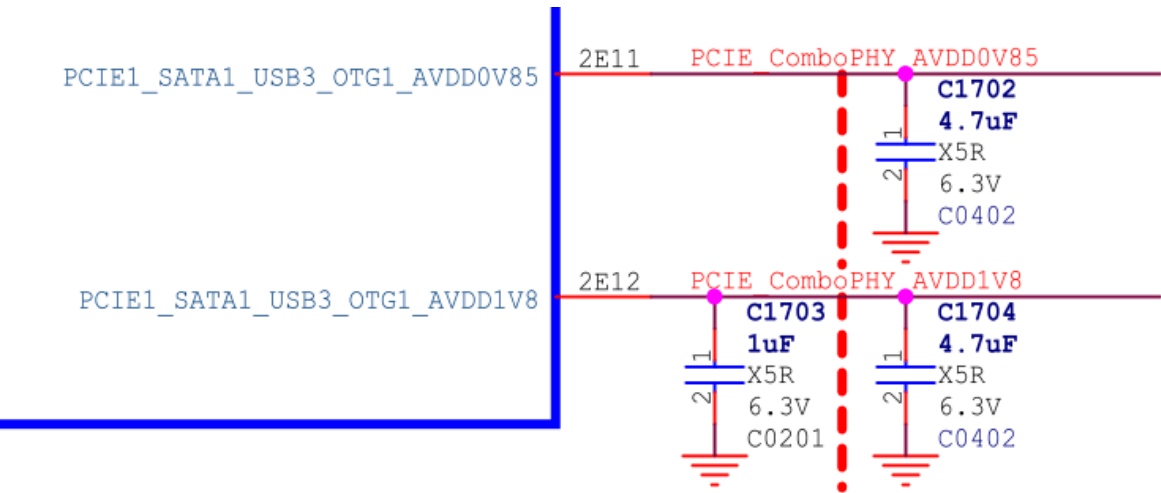 2E11 PCIE_ComboPHY_AVDD0V85
PCIE1_SATA1_USB3_OTG1_AVDD0V85
C1702
4.7uF
1
X5R
2
6.3V
C0402
2E12 PCIE_ComboPHY_AVDD1V8
PCIE1_SATA1_USB3_OTG1_AVDD1V8
C1703
1uF
1
X5R
2
6.3V
C0201
C1704
4.7uF
1
X5R
2
6.3V
C0402